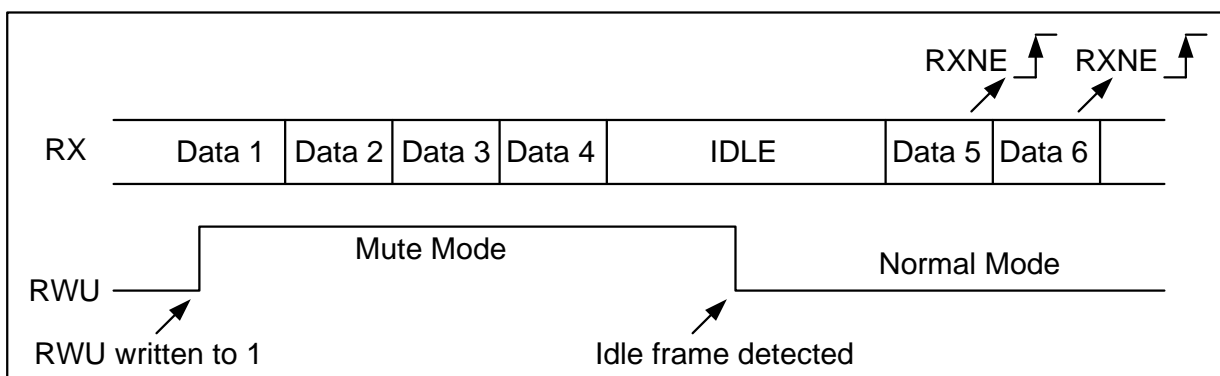 RXNE RXNE
RX Data 1 Data 2 Data 3 Data 4 IDLE Data 5 Data 6
Mute Mode
Normal Mode
RWU
RWU written to 1 Idle frame detected